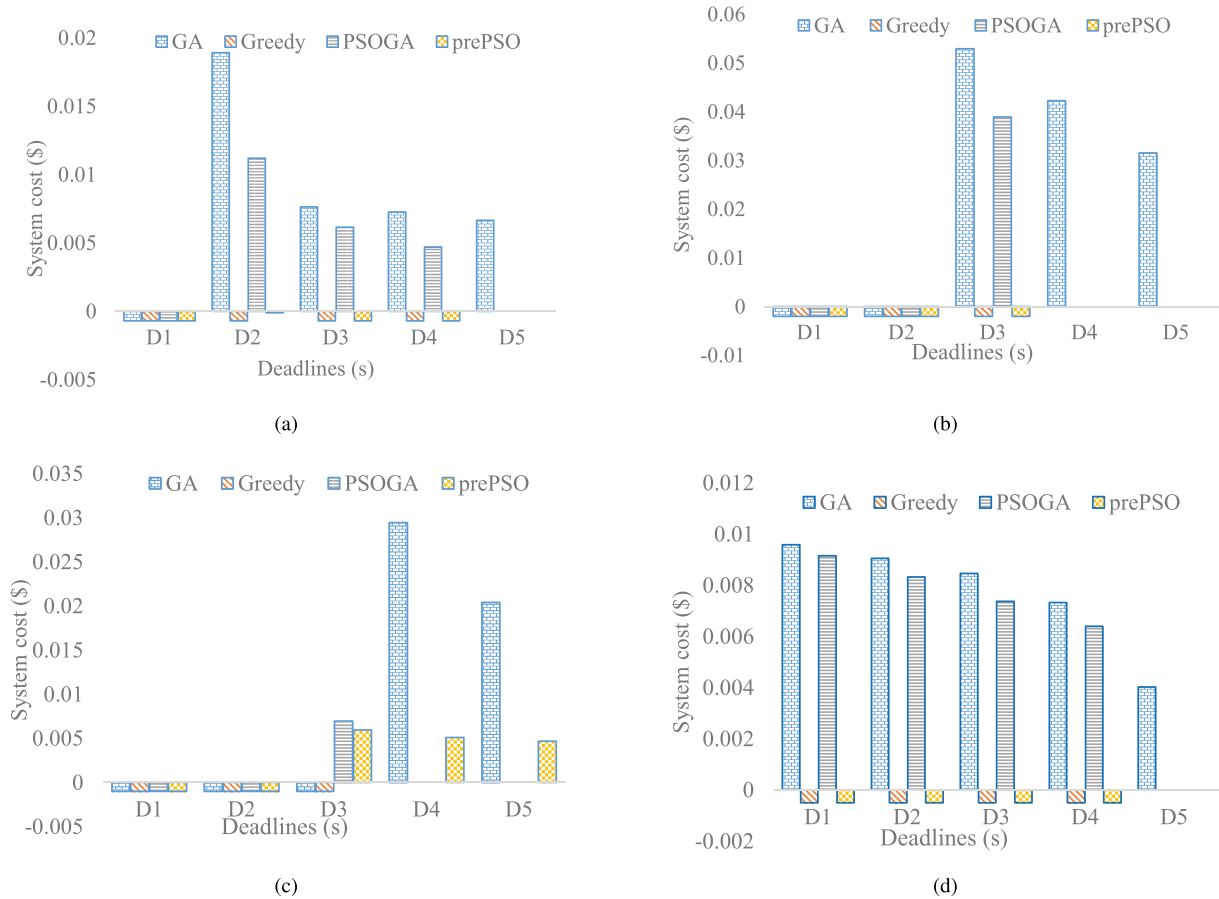 GA Greedy PSOGA prePSO
0.02
0.015
0.01
0.005
0
-0.005
System cost ($)
D1 D2 D3 D4 D5
Deadlines (s)
(a)
GA Greedy PSOGA prePSO
0.06
0.05
0.04
0.03
0.02
0.01
0
-0.01
System cost ($)
D1 D2 D3 D4 D5
Deadlines (s)
(b)
GA Greedy PSOGA prePSO
0.035
0.03
0.025
0.02
0.015
0.01
0.005
0
-0.005
System cost ($)
D1 D2 D3 D4 D5
Deadlines (s)
(c)
GA Greedy PSOGA prePSO
0.012
0.01
0.008
0.006
0.004
0.002
0
-0.002
System cost ($)
D1 D2 D3 D4 D5
Deadlines (s)
(d)